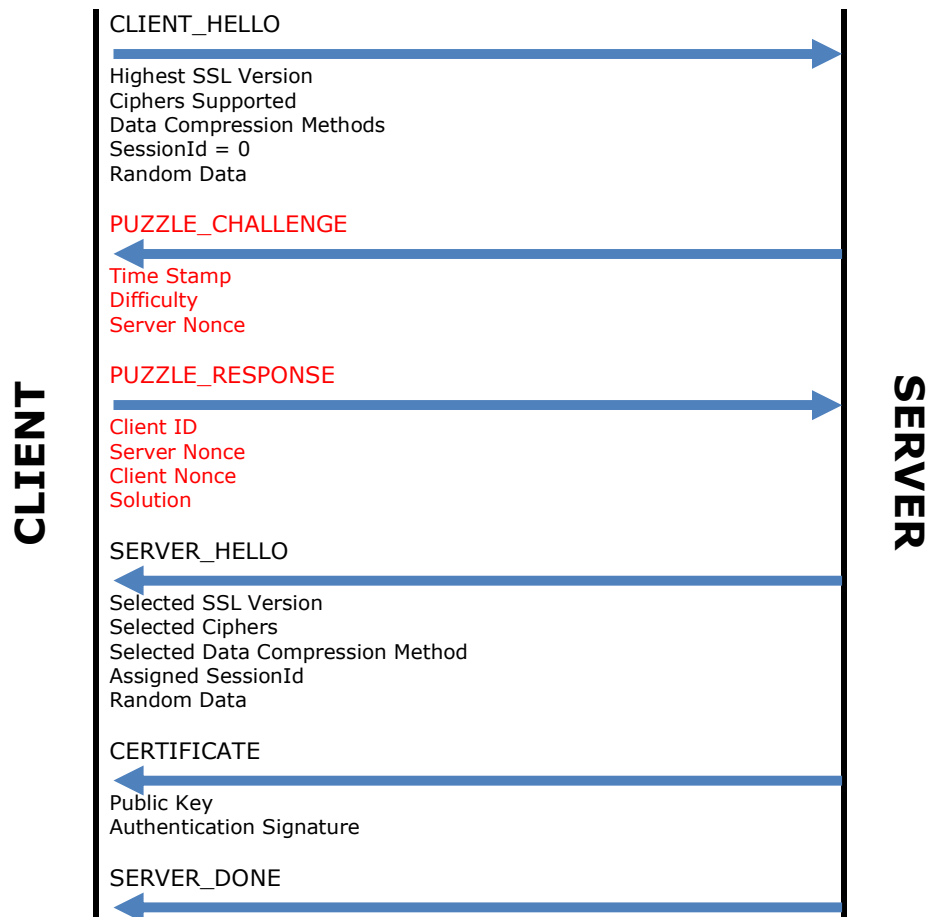 CLIENT_HELLO
Highest SSL Version
Ciphers Supported
Data Compression Methods
SessionId = 0
Random Data
PUZZLE_CHALLENGE
Time Stamp
Difficulty
Server Nonce
PUZZLE_RESPONSE
Client ID
Server Nonce
Client Nonce
Solution
SERVER_HELLO
Selected SSL Version
Selected Ciphers
Selected Data Compression Method
Assigned SessionId
Random Data
CERTIFICATE
Public Key
Authentication Signature
SERVER_DONE
CLIENT
SERVER